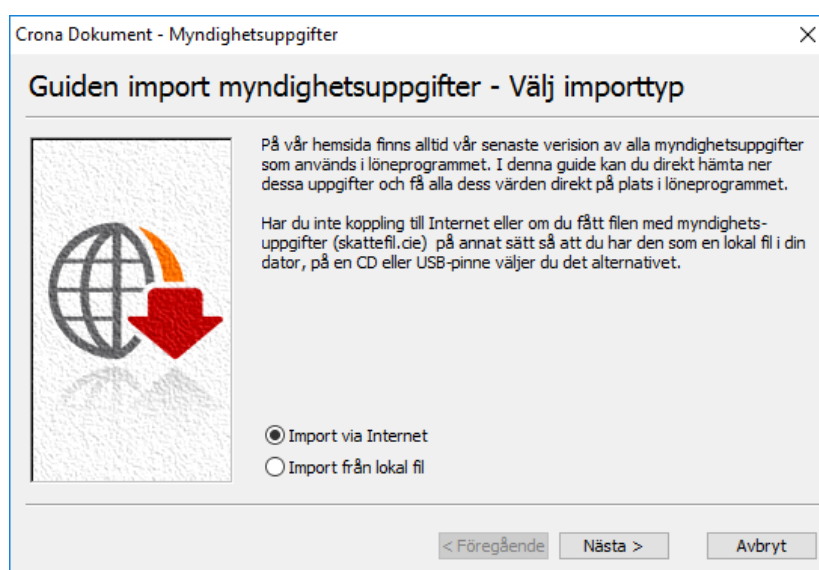 Crona Dokument - Myndighetsuppgifter
Guiden import myndighetsuppgifter - Välj importtyp
På vår hemsida finns alltid vår senaste verision av alla myndighetsuppgifter
som används i löneprogrammet. I denna guide kan du direkt hämta ner
dessa uppgifter och få alla dess värden direkt på plats i löneprogrammet.
Har du inte koppling till Internet eller om du fått filen med myndighets-
uppgifter (skattefil.cie) på annat sätt så att du har den som en lokal fil i din
dator, på en CD eller USB-pinne väljer du det alternativet.
Import via Internet
Import från lokal fil
< Föregående Nästa > Avbryt